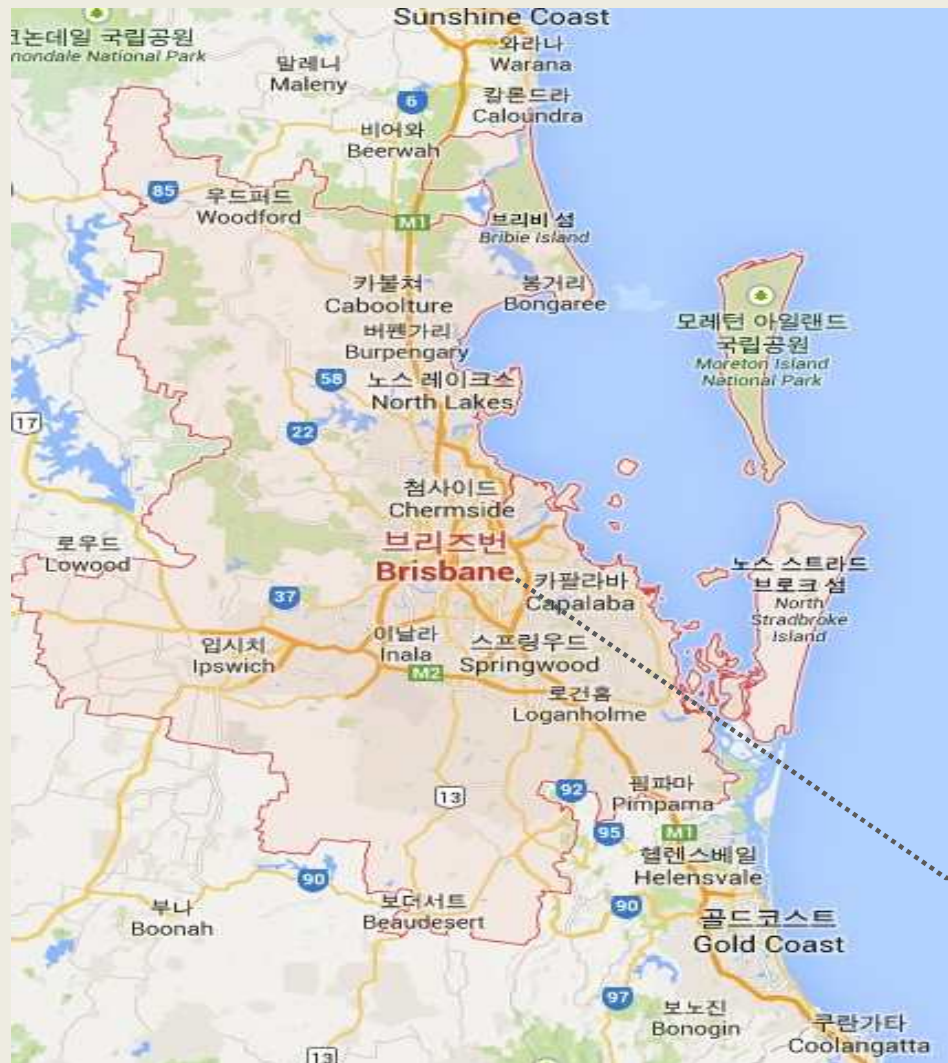 Sunshine Coast
코논데일 국립공원
nondale National Park
와라나
Warana
말레니
Maleny
칼론드라
Caloundra
6
비어와
Beerwah
85
우드퍼드
Woodford
M1
브리비 섬
Bribie Island
카불쳐
Caboolture
봉거리
Bongaree
모레턴 아일랜드
국립공원
Moreton Island
National Park
버펜가리
Burpengary
58
노스 레이크스
North Lakes
17
22
첨사이드
Chermside
브리즈번
Brisbane
로우드
Lowood
노스 스트라드
브로크 섬
North
Stradbroke
Island
카팔라바
Capalaba
37
입시치
Ipswich
이날라
Inala
스프링우드
Springwood
M2
로건홈
Loganholme
13
92
핌파마
Pimpama
95
M1
헬렌스베일
Helensvale
90
부나
Boonah
보더서트
Beaudesert
90
골드코스트
Gold Coast
97
보노진
Bonogin
쿠란가타
Coolangatta
13